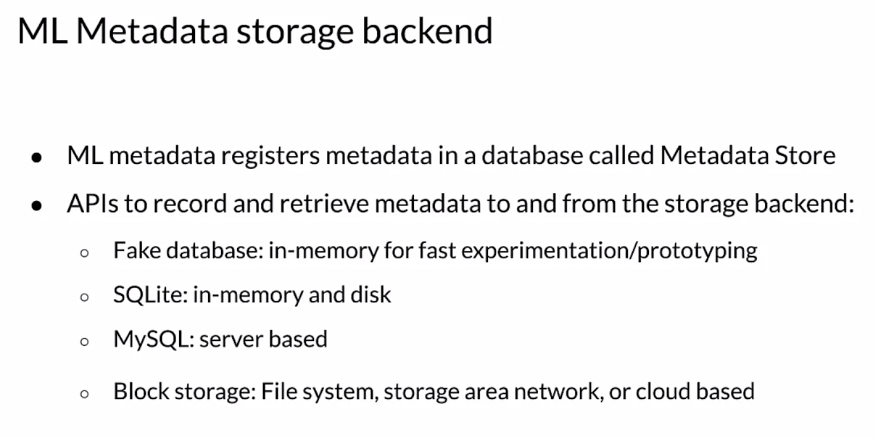 ML Metadata storage backend
● ML metadata registers metadata in a database called Metadata Store
● APIs to record and retrieve metadata to and from the storage backend:
○ Fake database: in-memory for fast experimentation/prototyping
○ SQLite: in-memory and disk
○ MySQL: server based
○ Block storage: File system, storage area network, or cloud based